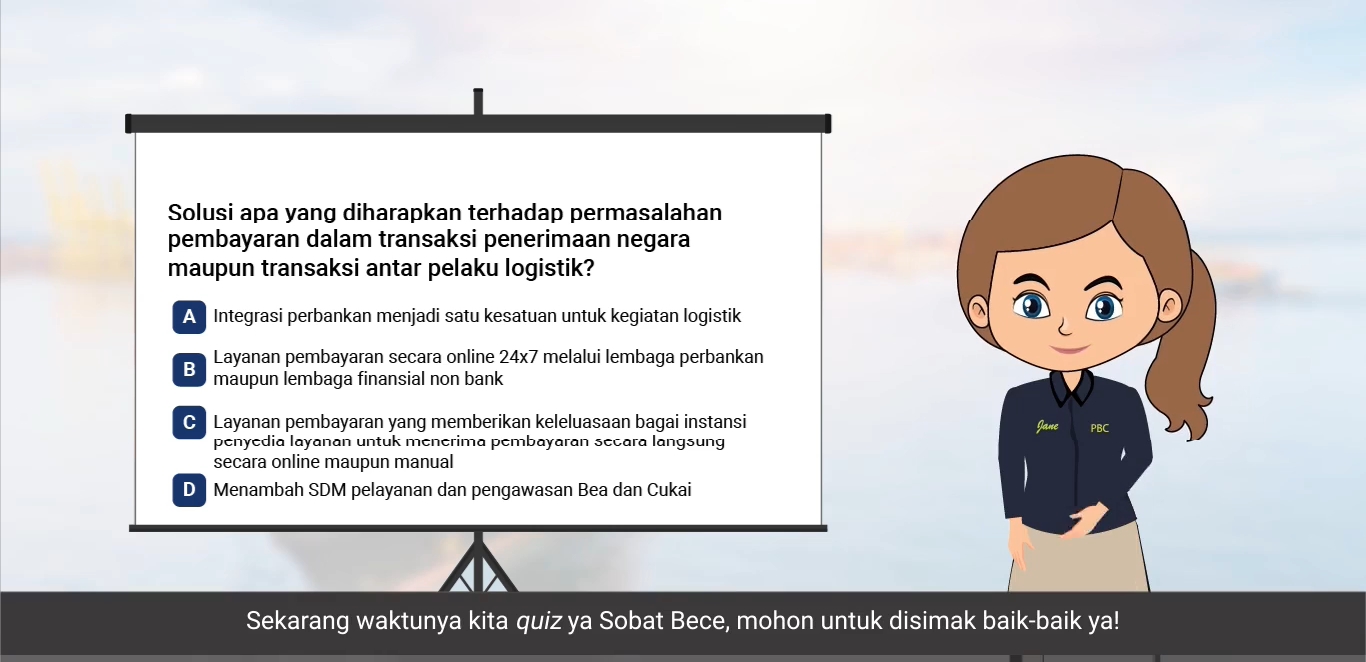 Solusi apa yang diharapkan terhadap permasalahan
pembayaran dalam transaksi penerimaan negara
maupun transaksi antar pelaku logistik?
A Integrasi perbankan menjadi satu kesatuan untuk kegiatan logistik
B Layanan pembayaran secara online 24x7 melalui lembaga perbankan
maupun lembaga finansial non bank
C Layanan pembayaran yang memberikan keleluasaan bagai instansi
penyedia layanan untuk menerima pembayaran secara langsung
secara online maupun manual
D Menambah SDM pelayanan dan pengawasan Bea dan Cukai
Jane PBC
Sekarang waktunya kita quiz ya Sobat Bece, mohon untuk disimak baik-baik ya!